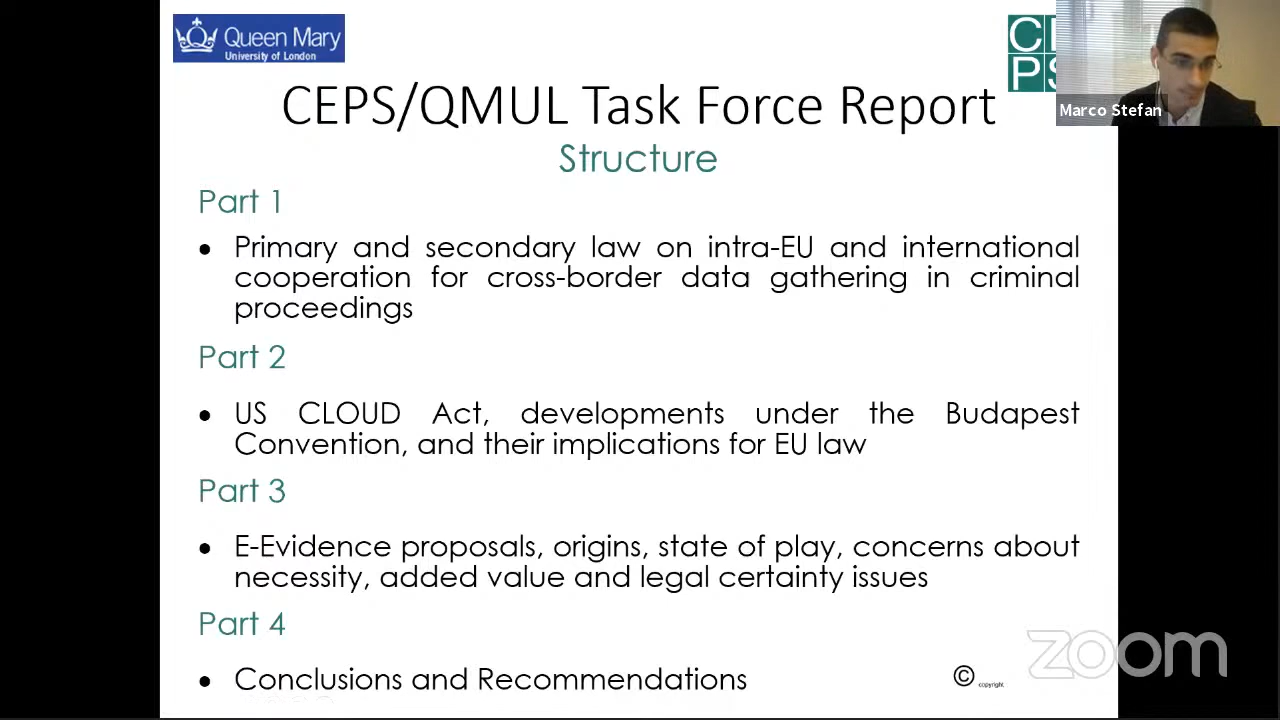 Queen Mary
University of London
CEPS/QMUL Task Force Report
Marco Stefan
Structure
Part 1
• Primary and secondary law on intra-EU and international
cooperation for cross-border data gathering in criminal
proceedings
Part 2
• US CLOUD Act, developments under the Budapest
Convention, and their implications for EU law
Part 3
• E-Evidence proposals, origins, state of play, concerns about
necessity, added value and legal certainty issues
Part 4
• Conclusions and Recommendations
© copyright
zoom